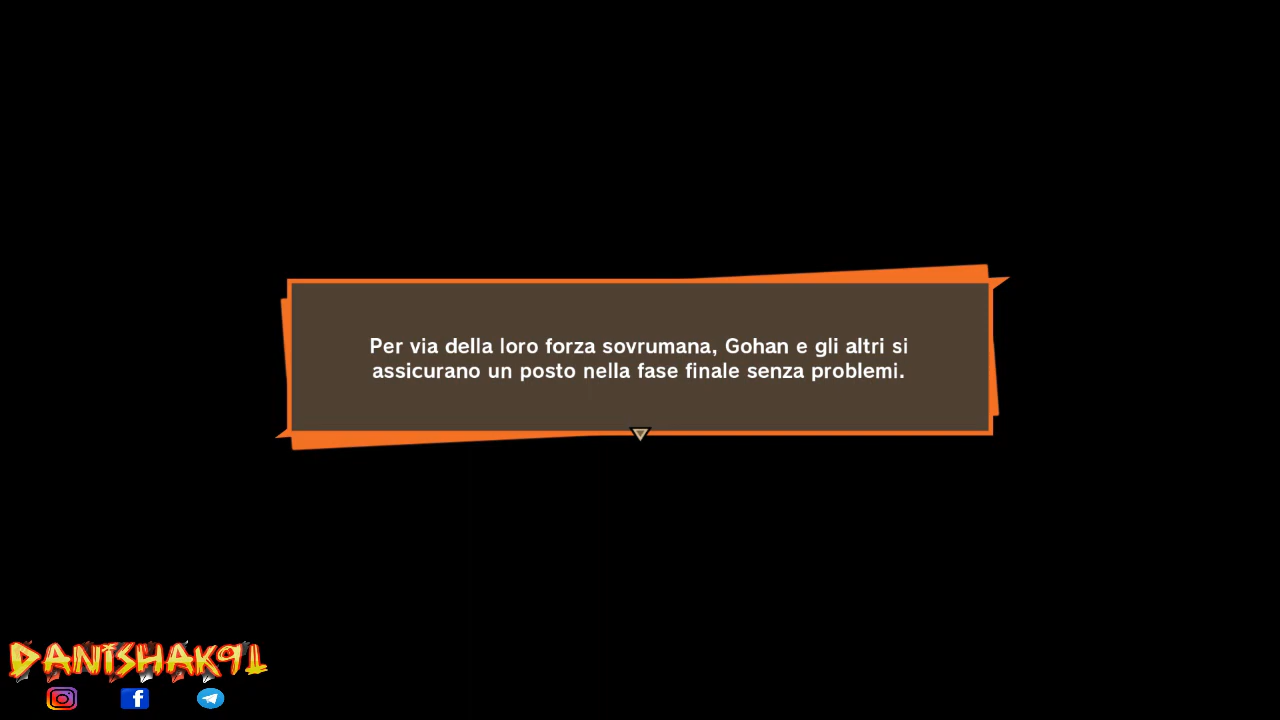 Per via della loro forza sovrumana, Gohan e gli altri si
assicurano un posto nella fase finale senza problemi.
DANISHAK91